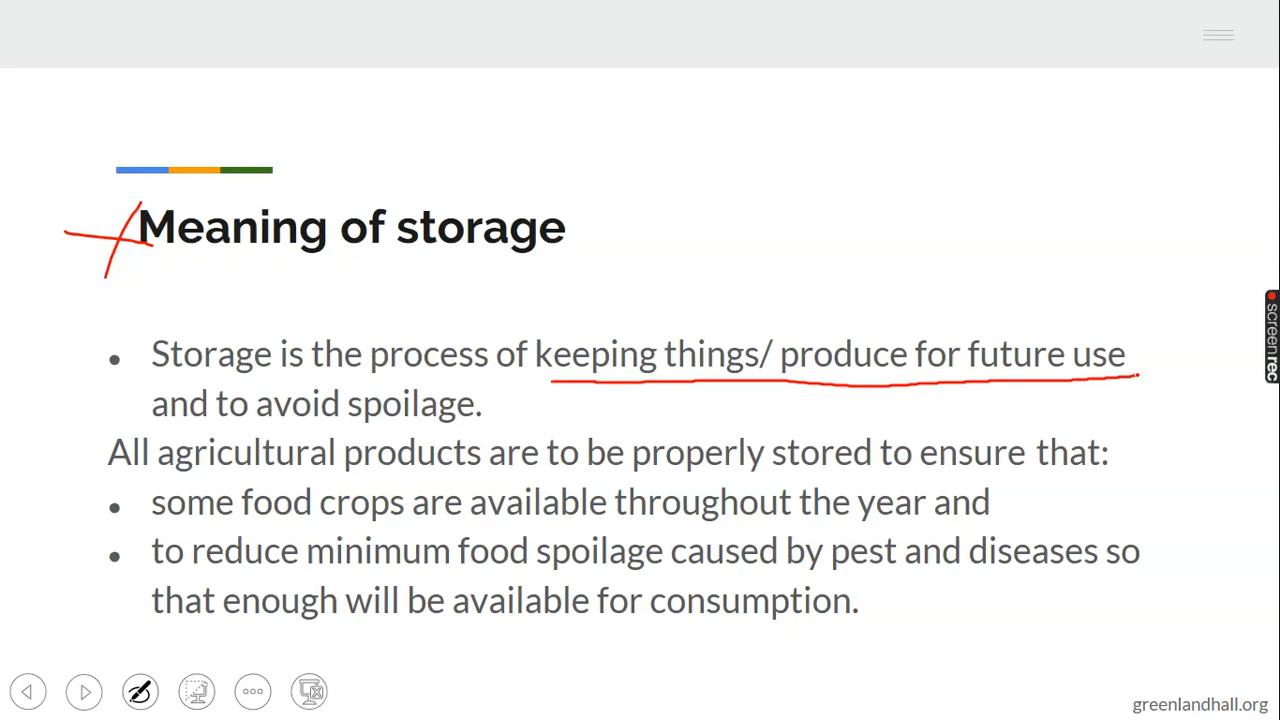 Meaning of storage
• Storage is the process of keeping things/ produce for future use
and to avoid spoilage.
All agricultural products are to be properly stored to ensure that:
• some food crops are available throughout the year and
• to reduce minimum food spoilage caused by pest and diseases so
that enough will be available for consumption.
greenlandhall.org
screenrec